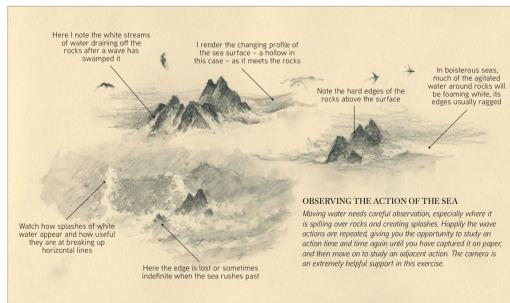 Here I note the white streams
of water draining off the
rocks after a wave has
swamped it
I render the changing profile of
the sea surface – a hollow in
this case – as it meets the rocks
Note the hard edges of the
rocks above the surface
In boisterous seas,
much of the agitated
water around rocks will
be foaming white, its
edges usually ragged
Watch how splashes of white
water appear and how useful
they are at breaking up
horizontal lines
Here the edge is lost or sometimes
indefinite when the sea rushes past
OBSERVING THE ACTION OF THE SEA
Moving water needs careful observation, especially where it
is spilling over rocks and creating splashes. Happily the wave
actions are repeated, giving you the opportunity to study an
action time and time again until you have captured it on paper,
and then move on to study an adjacent action. The camera is
an extremely helpful support in this exercise.